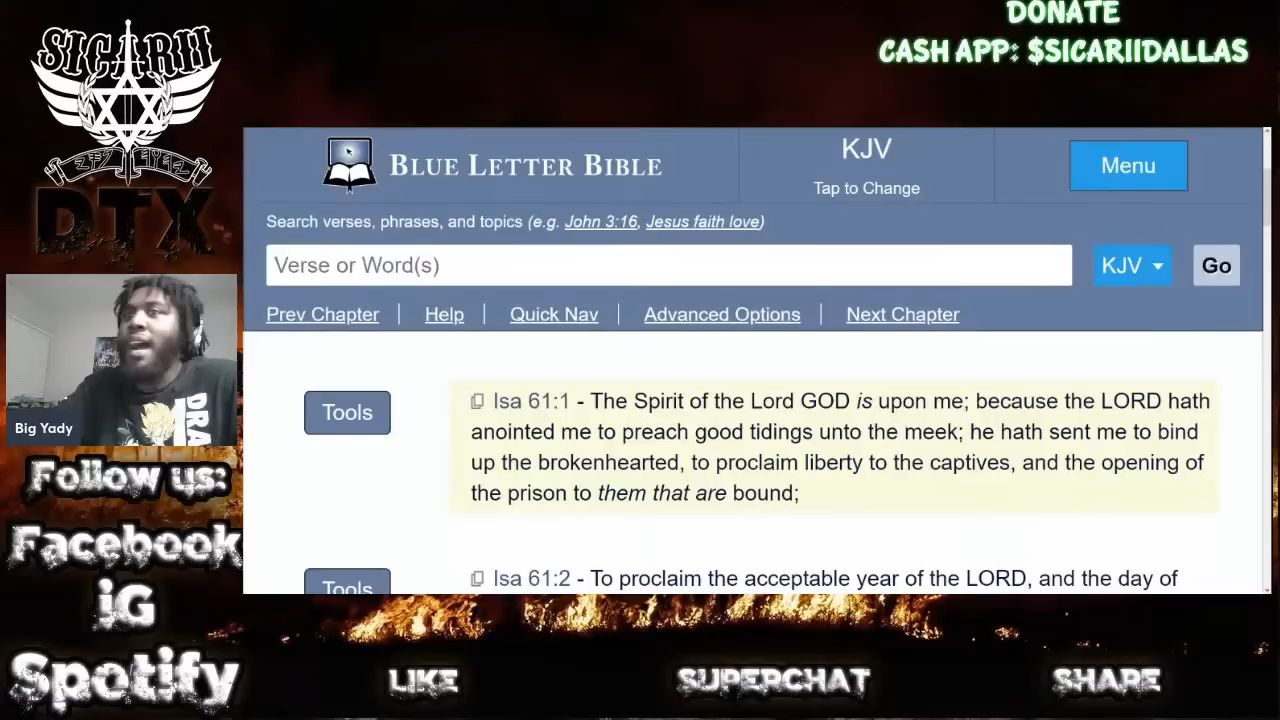 SICARII
DTX
DONATE
CASH APP: $SICARIIDALLAS
BLUE LETTER BIBLE
KJV
Tap to Change
Menu
Search verses, phrases, and topics (e.g. John 3:16, Jesus faith love)
Verse or Word(s)
KJV
Go
Prev Chapter
Help
Quick Nav
Advanced Options
Next Chapter
Tools
Isa 61:1 - The Spirit of the Lord GOD is upon me; because the LORD hath
anointed me to preach good tidings unto the meek; he hath sent me to bind
up the brokenhearted, to proclaim liberty to the captives, and the opening of
the prison to them that are bound;
Tools
Isa 61:2 - To proclaim the acceptable year of the LORD, and the day of
DRA
Big Yady
Follow us:
Facebook
iG
Spotify
LIKE
SUPERCHAT
SHARE